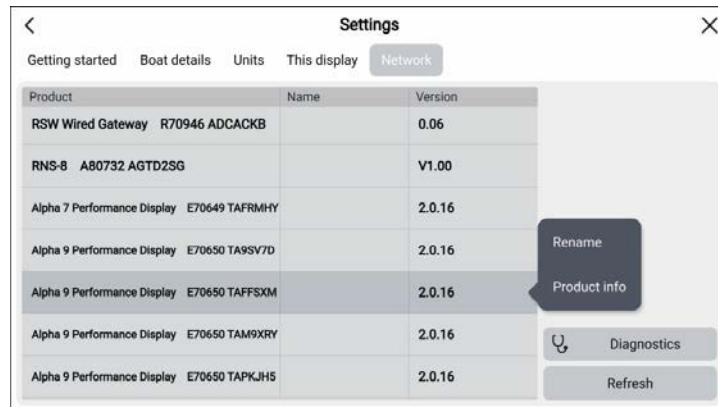 Settings
Getting started Boat details Units This display Network
Product Name Version
RSW Wired Gateway R70946 ADCACKB 0.06
RNS-8 A80732 AGTD2SG V1.00
Alpha 7 Performance Display E70649 TAFRMHY 2.0.16
Alpha 9 Performance Display E70650 TA9SV7D 2.0.16
Rename
Alpha 9 Performance Display E70650 TAFFSXM 2.0.16
Product info
Alpha 9 Performance Display E70650 TAM9XRY 2.0.16
Diagnostics
Alpha 9 Performance Display E70650 TAPKJH5 2.0.16
Refresh